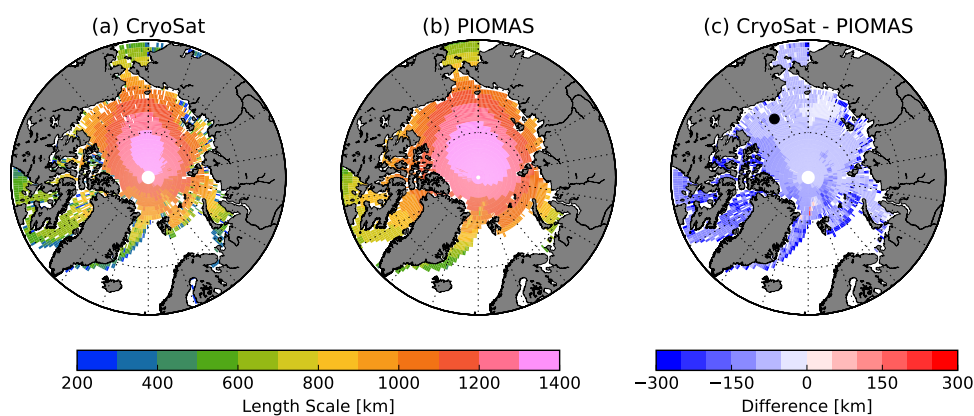 (a) CryoSat
(b) PIOMAS
(c) CryoSat - PIOMAS
200 400 600 800 1000 1200 1400
Length Scale [km]
−300 −150 0 150 300
Difference [km]